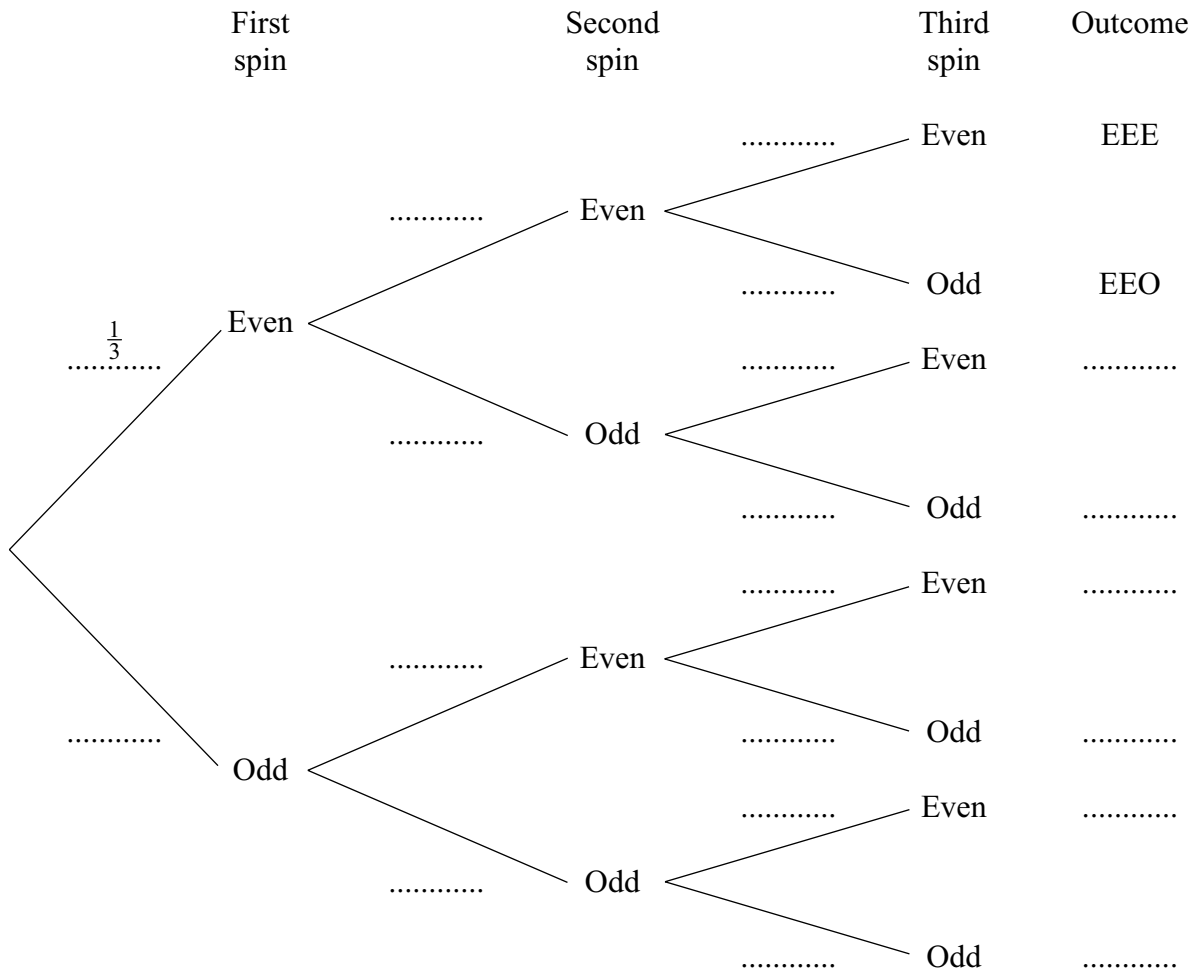 First Second Third Outcome
spin spin spin
............ Even EEE
............ Even
............ Odd EEO
1/3 Even
............ ............ Even ............
............ Odd
............ Odd ............
............ Even ............
............ Even
............ ............ Odd ............
Odd
............ Even ............
............ Odd
............ Odd ............